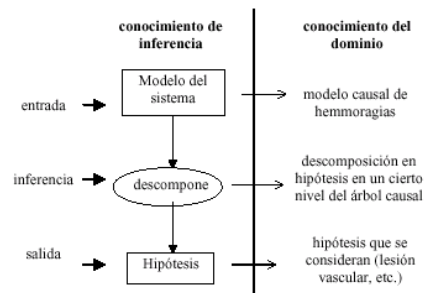 conocimiento de
inferencia
conocimiento del
dominio
entrada
Modelo del
sistema
modelo causal de
hemmoragias
inferencia
descompone
descomposición en
hipótesis en un cierto
nivel del árbol causal
salida
Hipótesis
hipótesis que se
consideran (lesión
vascular, etc.)